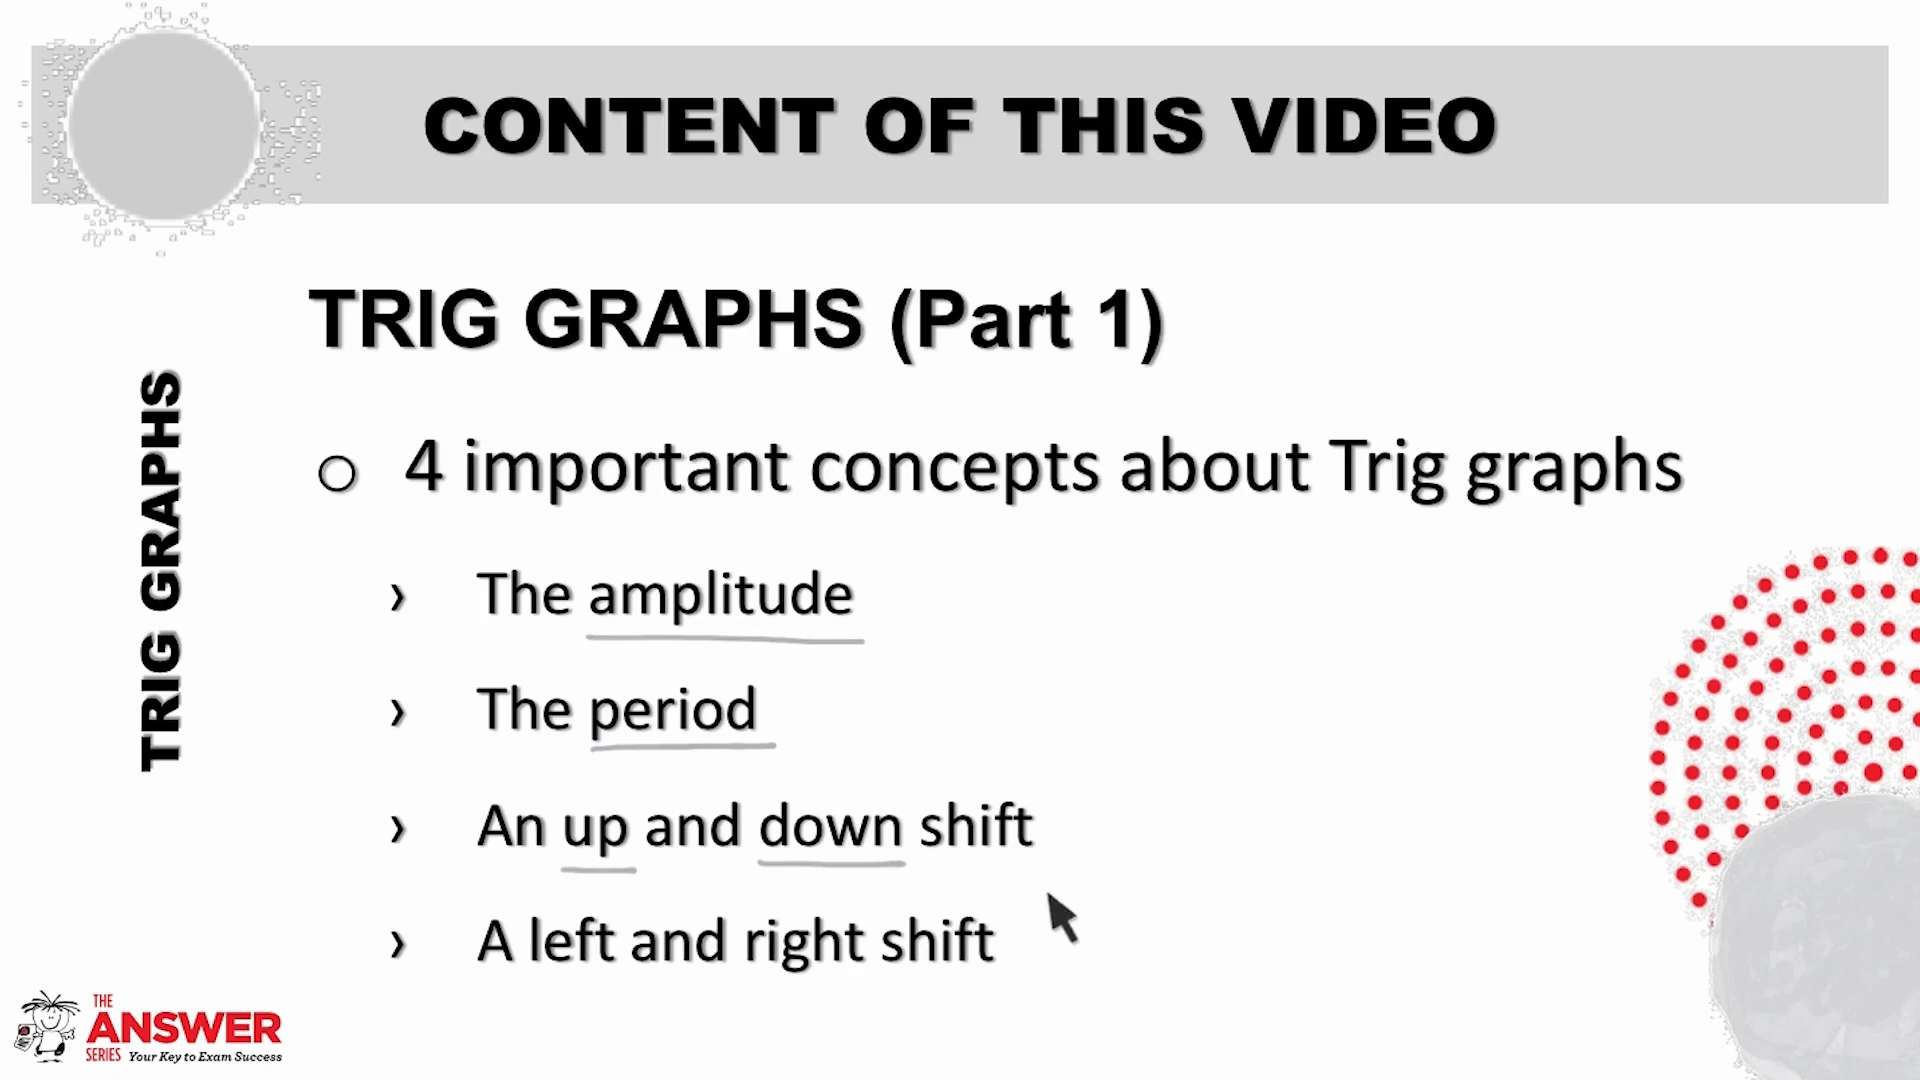 CONTENT OF THIS VIDEO
TRIG GRAPHS (Part 1)
TRIG GRAPHS
4 important concepts about Trig graphs
› The amplitude
› The period
› An up and down shift
› A left and right shift
THE
ANSWER
SERIES Your Key to Exam Success